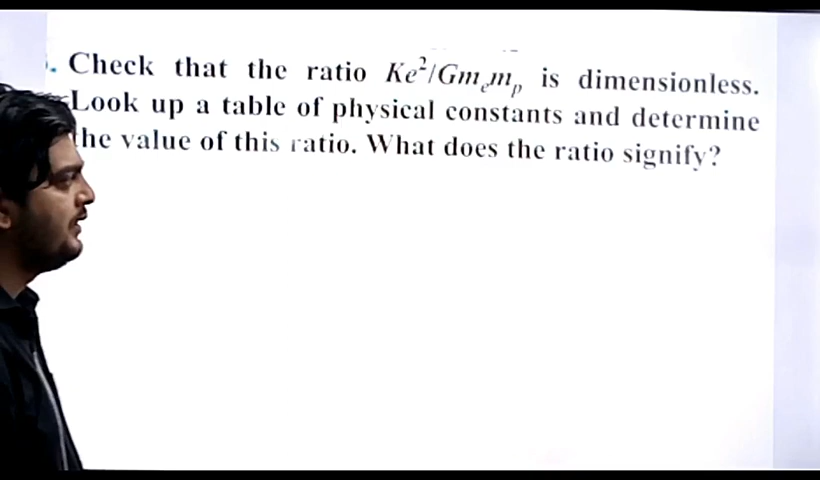 . Check that the ratio Ke²/Gmₑmₚ is dimensionless.
Look up a table of physical constants and determine
the value of this ratio. What does the ratio signify?